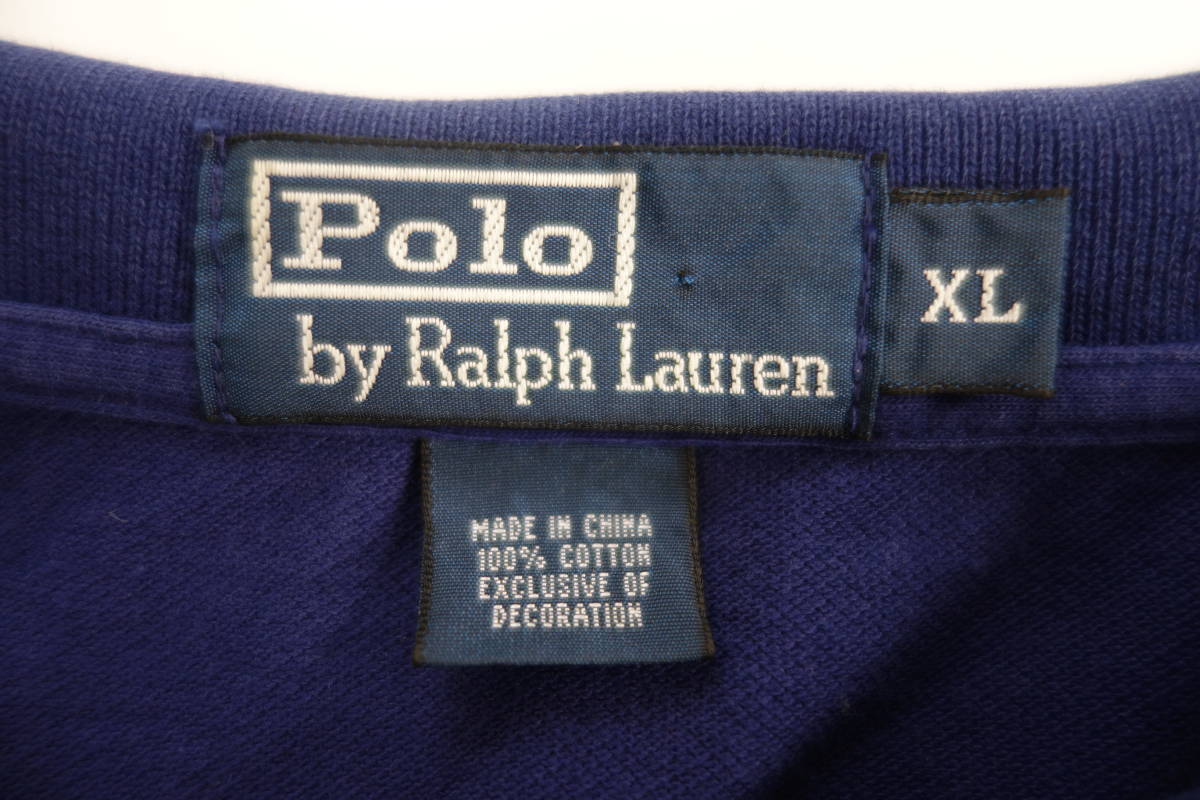 Polo
by Ralph Lauren
XL
MADE IN CHINA
100% COTTON
EXCLUSIVE OF
DECORATION